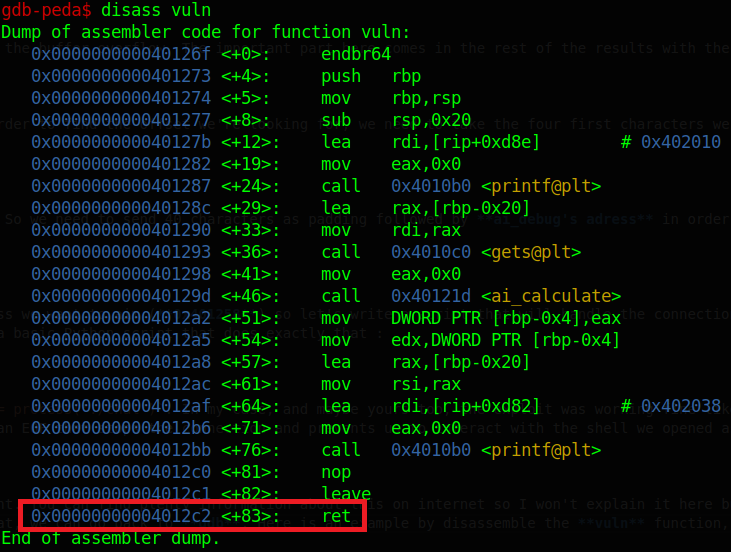 gdb-peda$ disass vuln
Dump of assembler code for function vuln:
0x000000000040126f <+0>: endbr64
0x0000000000401273 <+4>: push rbp
0x0000000000401274 <+5>: mov rbp,rsp
0x0000000000401277 <+8>: sub rsp,0x20
0x000000000040127b <+12>: lea rdi,[rip+0xd8e] # 0x402010
0x0000000000401282 <+19>: mov eax,0x0
0x0000000000401287 <+24>: call 0x4010b0 <printf@plt>
0x000000000040128c <+29>: lea rax,[rbp-0x20]
0x0000000000401290 <+33>: mov rdi,rax
0x0000000000401293 <+36>: call 0x4010c0 <gets@plt>
0x0000000000401298 <+41>: mov eax,0x0
0x000000000040129d <+46>: call 0x40121d <ai_calculate>
0x00000000004012a2 <+51>: mov DWORD PTR [rbp-0x4],eax
0x00000000004012a5 <+54>: mov edx,DWORD PTR [rbp-0x4]
0x00000000004012a8 <+57>: lea rax,[rbp-0x20]
0x00000000004012ac <+61>: mov rsi,rax
0x00000000004012af <+64>: lea rdi,[rip+0xd82] # 0x402038
0x00000000004012b6 <+71>: mov eax,0x0
0x00000000004012bb <+76>: call 0x4010b0 <printf@plt>
0x00000000004012c0 <+81>: nop
0x00000000004012c1 <+82>: leave
0x00000000004012c2 <+83>: ret
End of assembler dump.